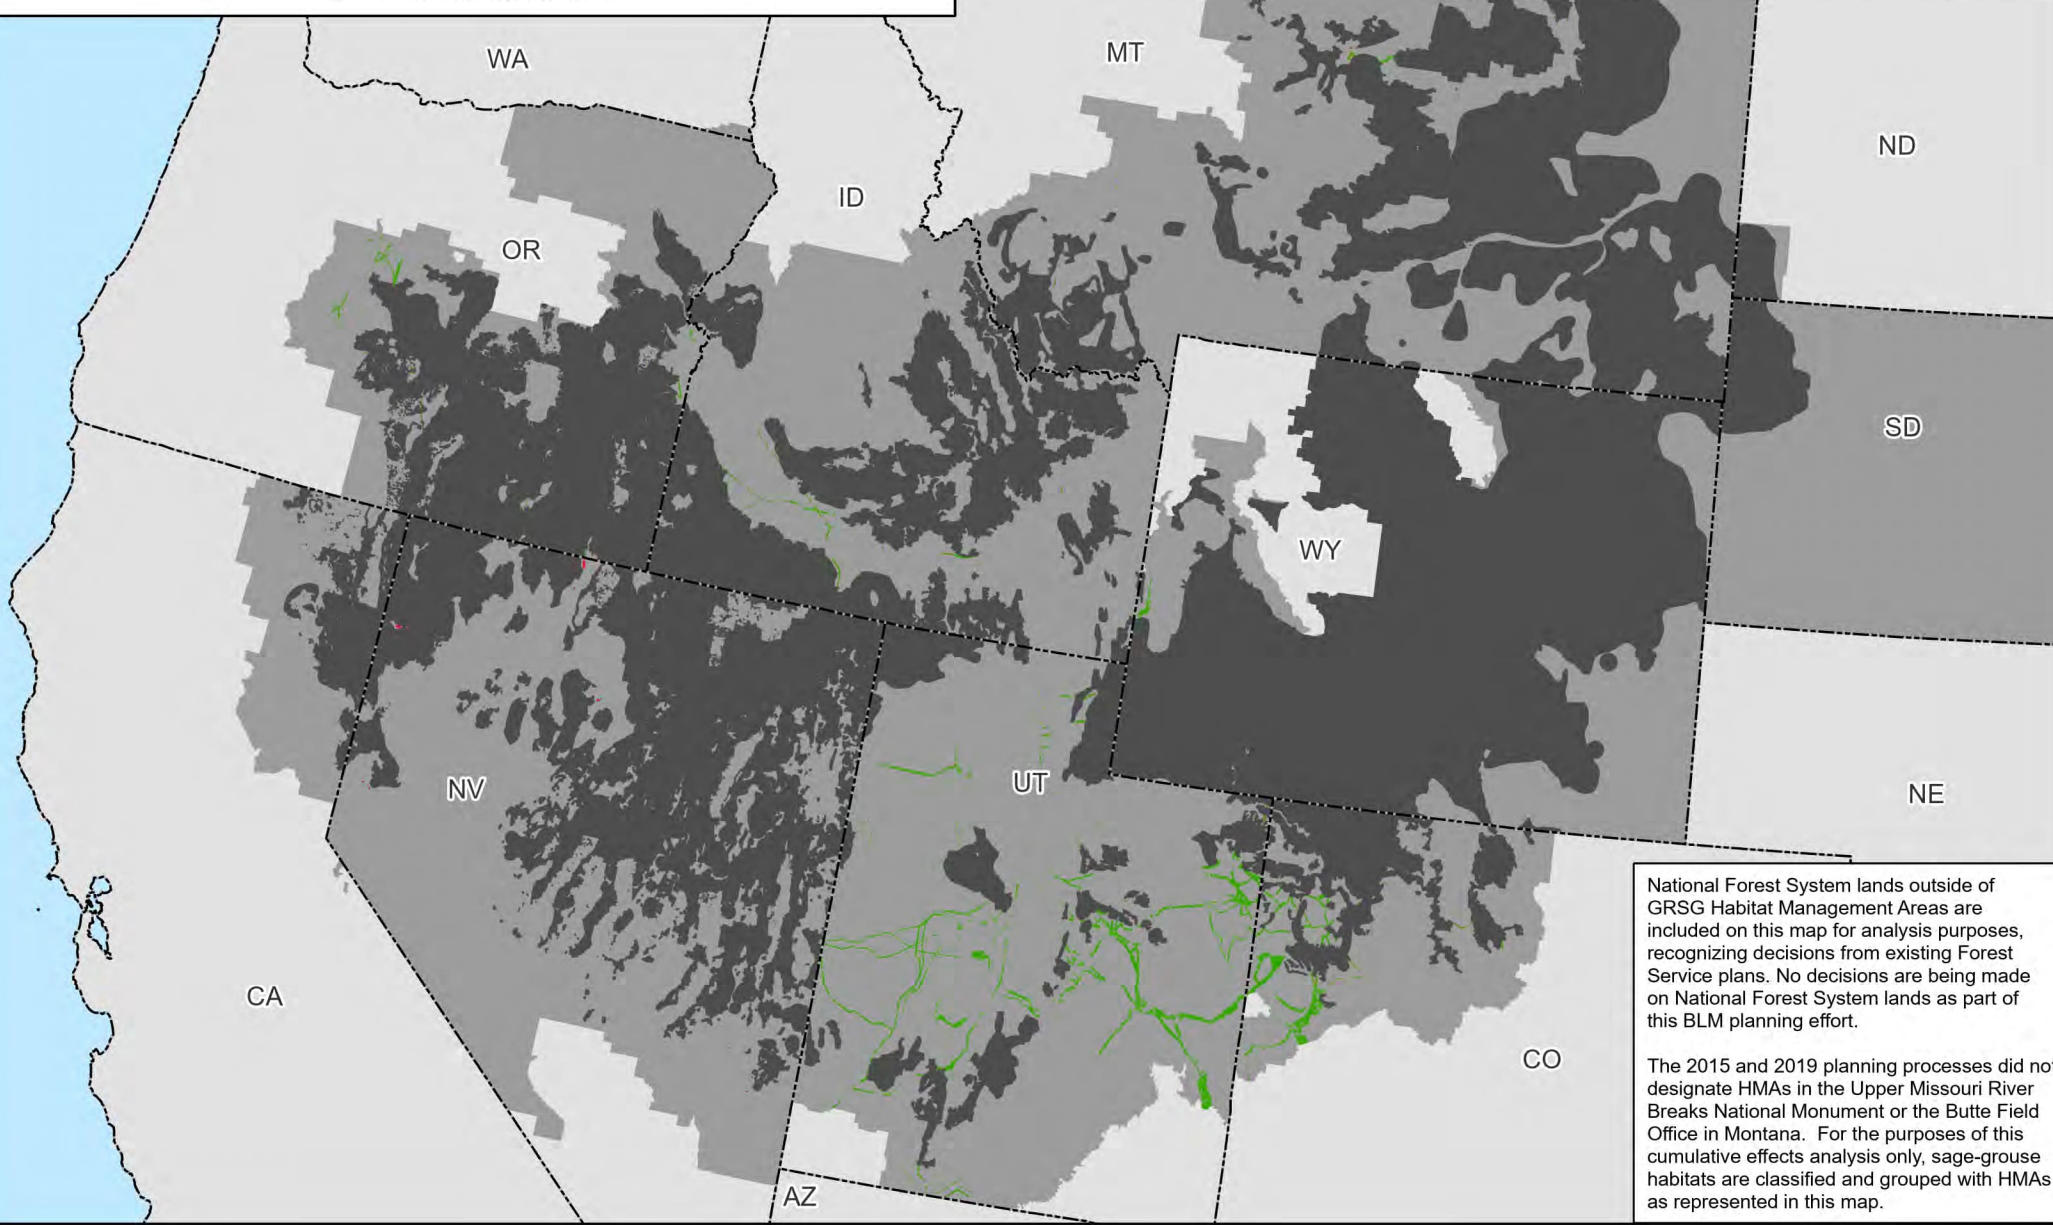 WA
MT
ND
ID
OR
SD
WY
NV
UT
NE
CA
CO
AZ
National Forest System lands outside of
GRSG Habitat Management Areas are
included on this map for analysis purposes,
recognizing decisions from existing Forest
Service plans. No decisions are being made
on National Forest System lands as part of
this BLM planning effort.
The 2015 and 2019 planning processes did not
designate HMAs in the Upper Missouri River
Breaks National Monument or the Butte Field
Office in Montana. For the purposes of this
cumulative effects analysis only, sage-grouse
habitats are classified and grouped with HMAs
as represented in this map.